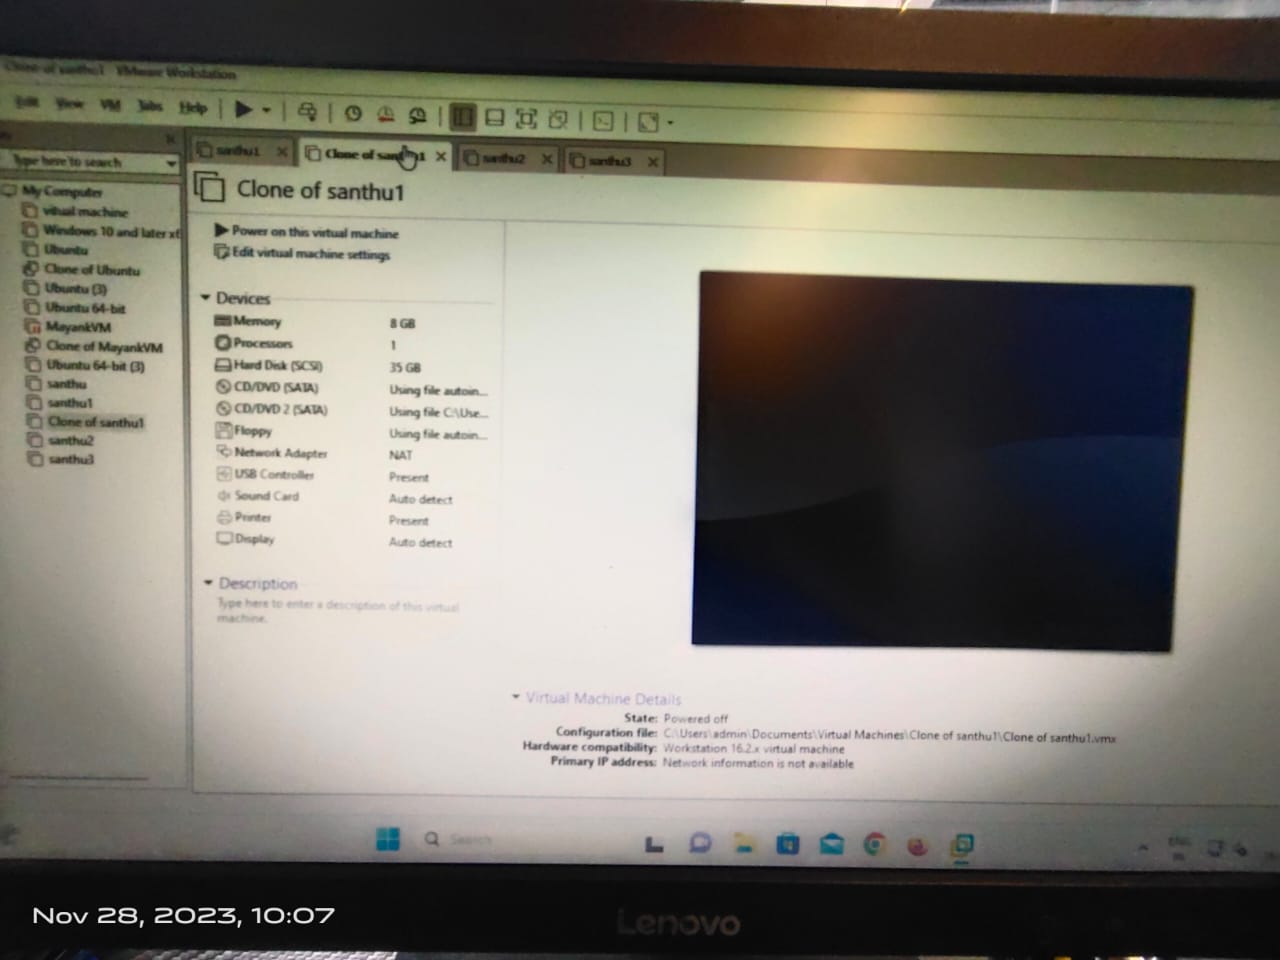 Clone of santhu1 VMware Workstation
Edit View VM Tabs Help
Type here to search
santhu1
Clone of santhu1
santhu2
santhu3
My Computer
vitual machine
Windows 10 and later x6
Ubuntu
Clone of Ubuntu
Ubuntu (3)
Ubuntu 64-bit
MayankVM
Clone of MayankVM
Ubuntu 64-bit (3)
santhu
santhu1
Clone of santhu1
santhu2
santhu3
Clone of santhu1
Power on this virtual machine
Edit virtual machine settings
Devices
Memory 8 GB
Processors 1
Hard Disk (SCSI) 35 GB
CD/DVD (SATA) Using file autoin...
CD/DVD 2 (SATA) Using file C:\Use...
Floppy Using file autoin...
Network Adapter NAT
USB Controller Present
Sound Card Auto detect
Printer Present
Display Auto detect
Description
Type here to enter a description of this virtual
machine.
Virtual Machine Details
State: Powered off
Configuration file: C:\Users\admin\Documents\Virtual Machines\Clone of santhu1\Clone of santhu1.vmx
Hardware compatibility: Workstation 16.2.x virtual machine
Primary IP address: Network information is not available
Search
ENG
Nov 28, 2023, 10:07
Lenovo